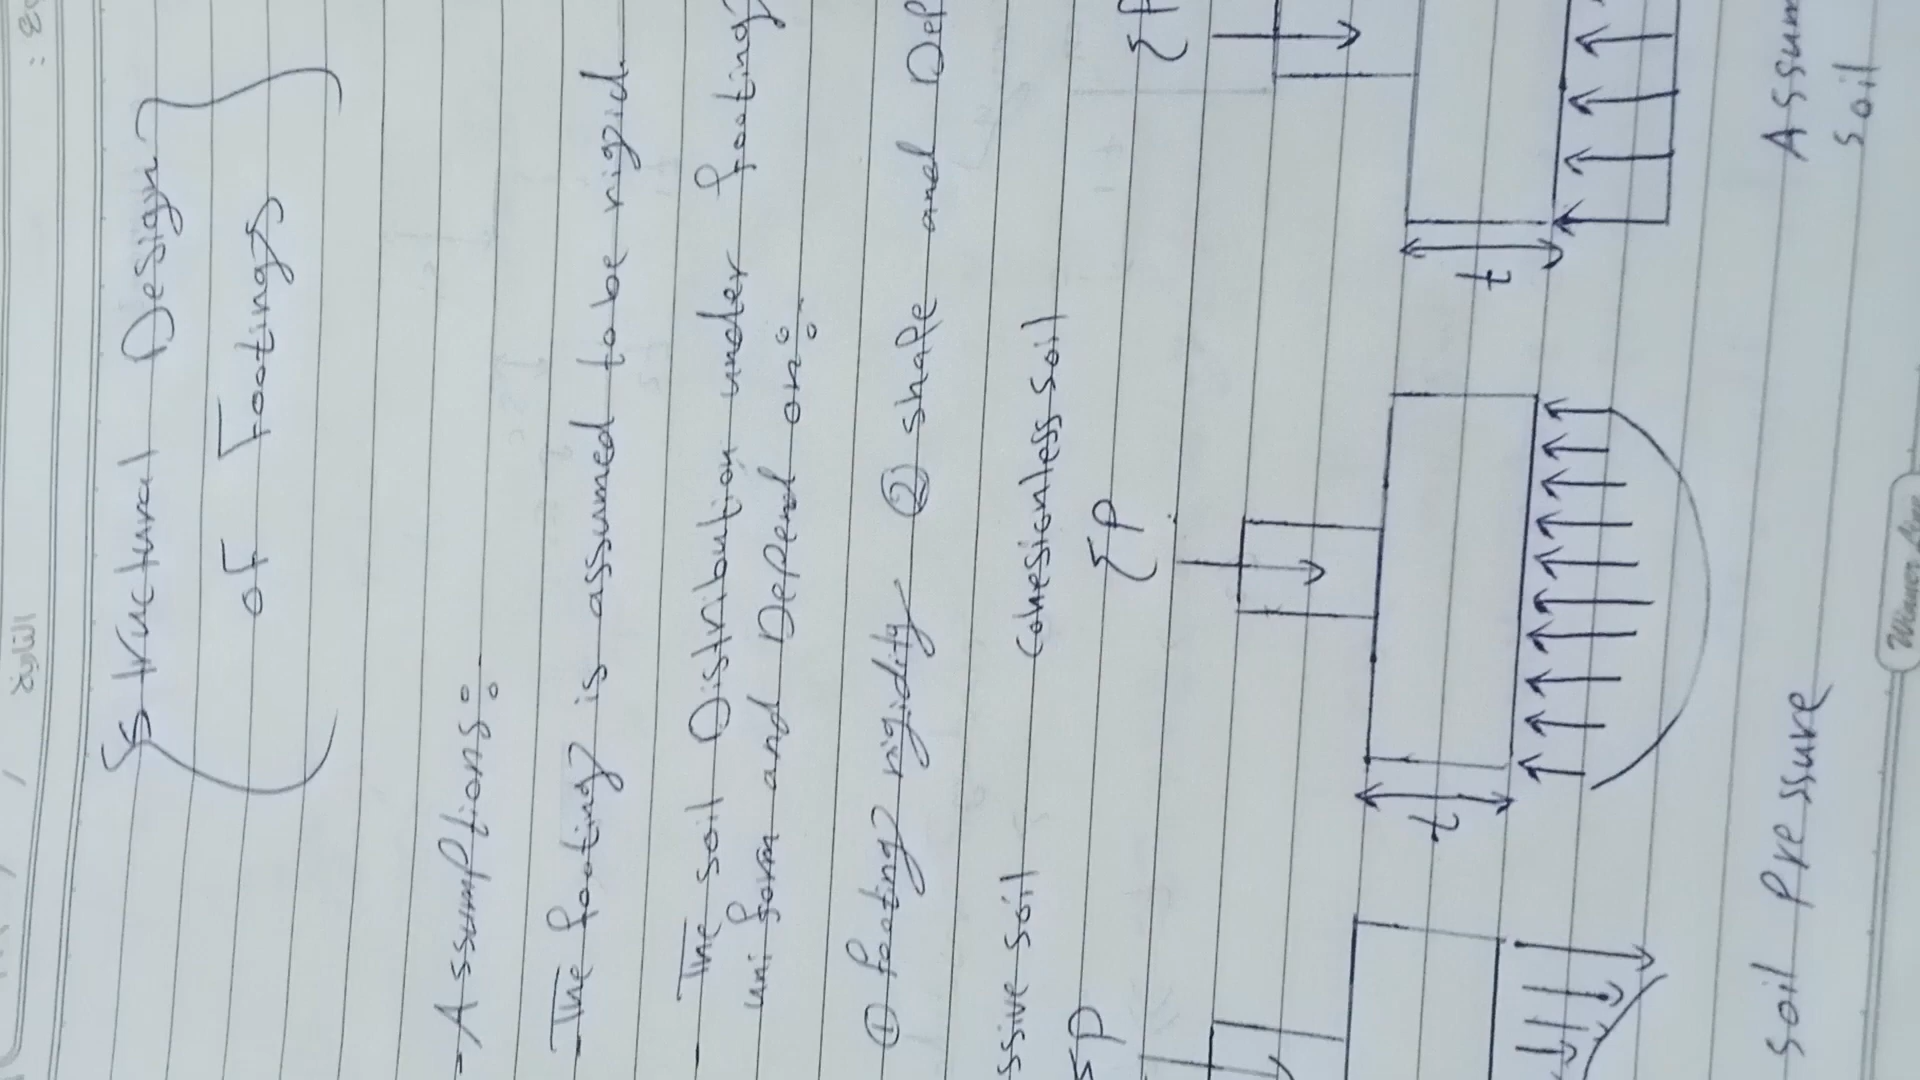 التاريخ
Structural Design
of Footings
- Assumptions:
- The footing is assumed to be rigid
- The soil Distribution under footing
uni form and Depend on:
① footing rigidity ② shape and Dep
ssive soil Cohesionless soil
ΣP ΣP ΣP
t t
soil Pressure Assum
soil